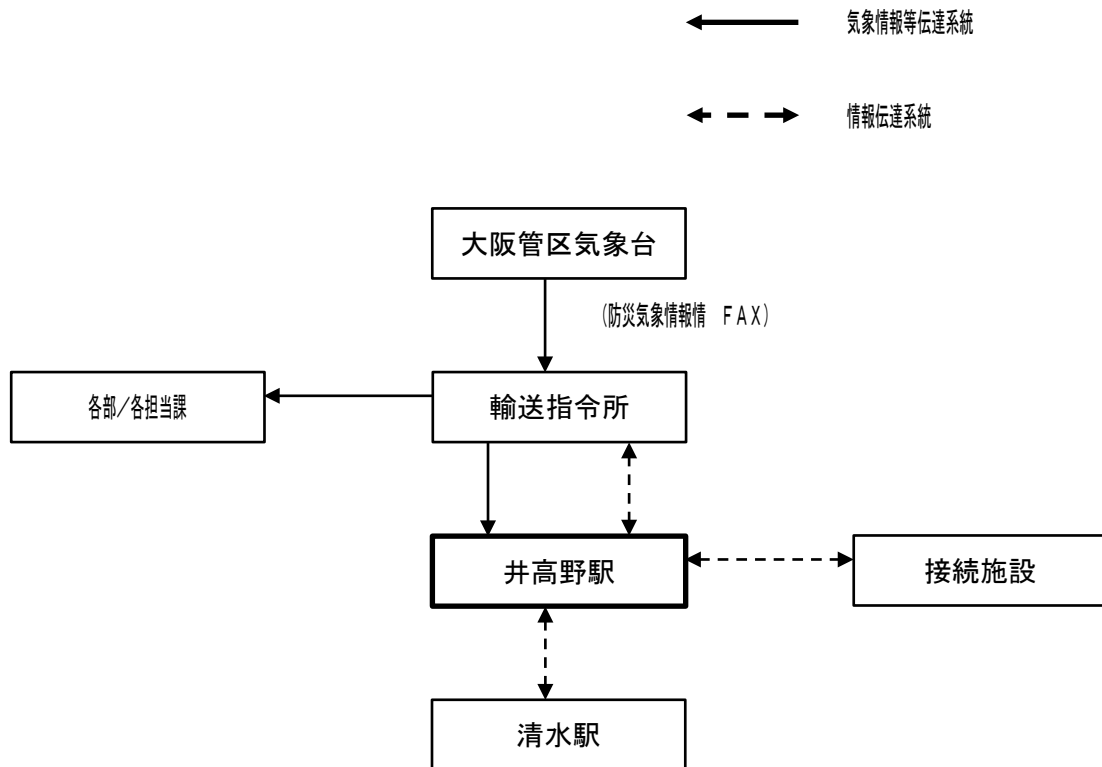 気象情報等伝達系統
情報伝達系統
大阪管区気象台
(防災気象情報情　ＦＡＸ)
各部／各担当課
輸送指令所
井高野駅
接続施設
清水駅